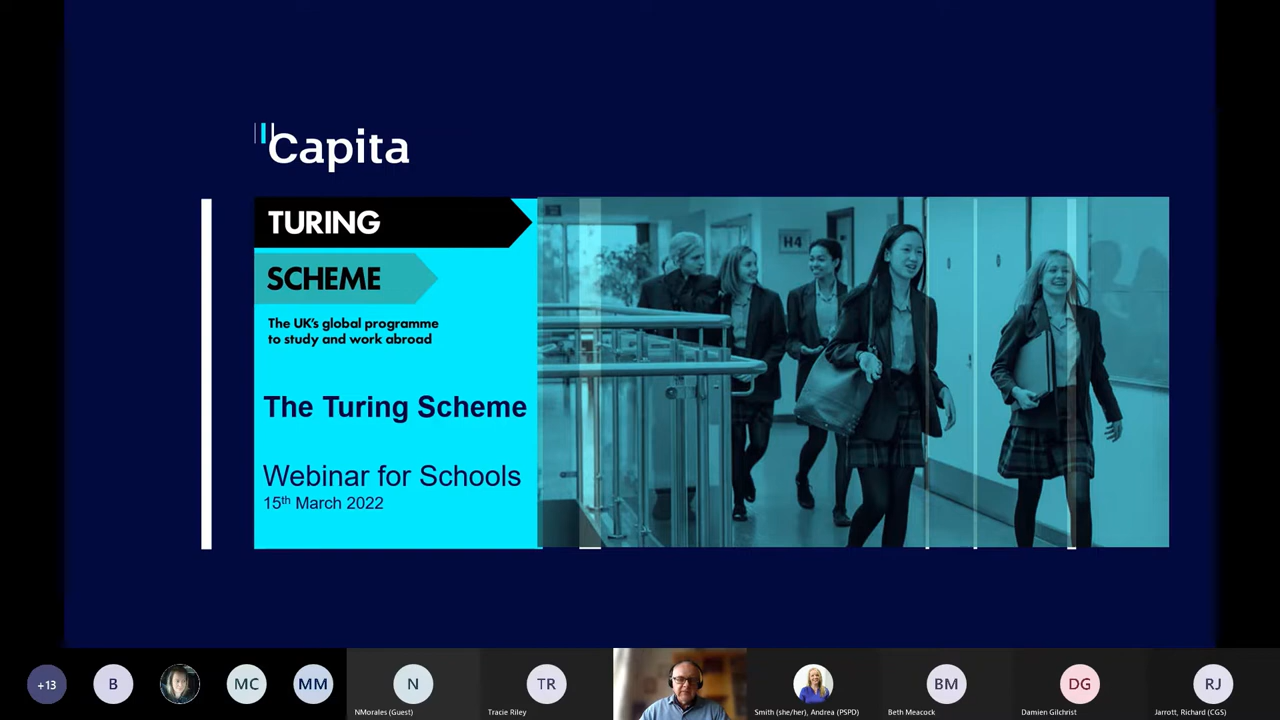 Capita
TURING
SCHEME
The UK's global programme
to study and work abroad
The Turing Scheme
Webinar for Schools
15th March 2022
H4
+13
B
MC
MM
N
NMorales (Guest)
TR
Tracie Riley
Smith (she/her), Andrea (PSPD)
BM
Beth Meacock
DG
Damien Gilchrist
RJ
Jarrott, Richard (CGS)